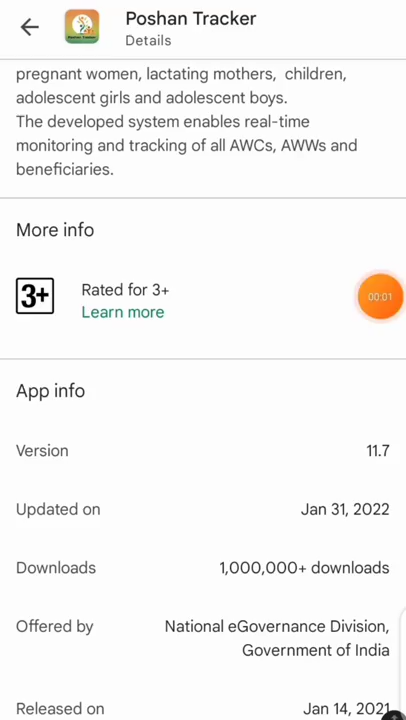 Poshan Tracker
Details
pregnant women, lactating mothers, children,
adolescent girls and adolescent boys.
The developed system enables real-time
monitoring and tracking of all AWCs, AWWs and
beneficiaries.
More info
3+
Rated for 3+
Learn more
00:01
App info
Version 11.7
Updated on Jan 31, 2022
Downloads 1,000,000+ downloads
Offered by National eGovernance Division,
Government of India
Released on Jan 14, 2021